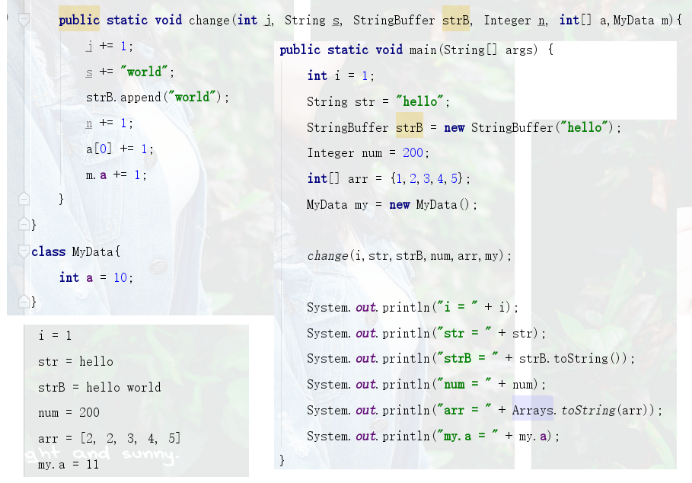 public static void change(int j, String s, StringBuffer strB, Integer n, int[] a,MyData m){
j += 1;
s += "world";
strB.append("world");
n += 1;
a[0] += 1;
m.a += 1;
}
}
class MyData{
int a = 10;
}
public static void main(String[] args) {
int i = 1;
String str = "hello";
StringBuffer strB = new StringBuffer("hello");
Integer num = 200;
int[] arr = {1,2,3,4,5};
MyData my = new MyData();
change(i,str,strB,num,arr,my);
System.out.println("i = " + i);
System.out.println("str = " + str);
System.out.println("strB = " + strB.toString());
System.out.println("num = " + num);
System.out.println("arr = " + Arrays.toString(arr));
System.out.println("my.a = " + my.a);
}
i = 1
str = hello
strB = hello world
num = 200
arr = [2, 2, 3, 4, 5]
and sunny.
my.a = 11